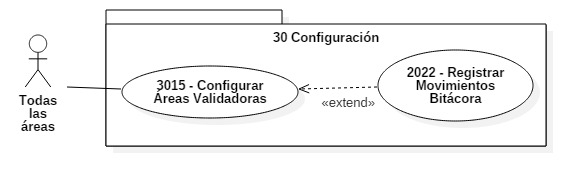 30 Configuración
3015 - Configurar
Áreas Validadoras
2022 - Registrar
Movimientos
Bitácora
«extend»
Todas
las
áreas